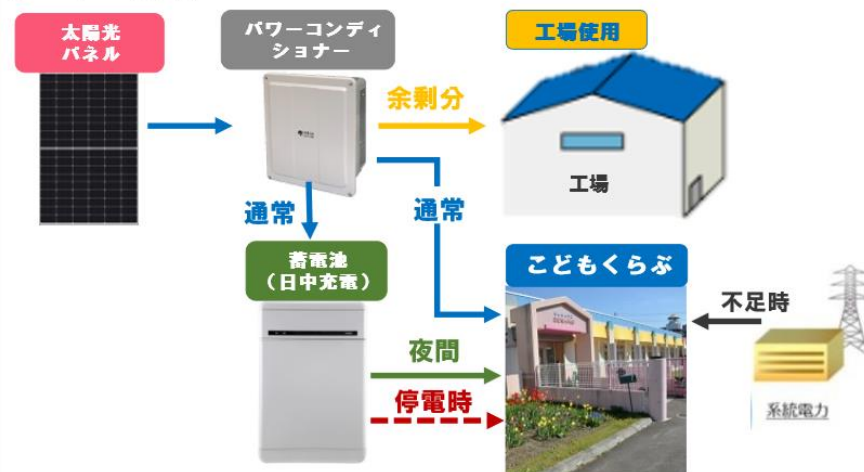 太陽光
パネル
パワーコンディ
ショナー
工場使用
余剰分
工場
通常
通常
蓄電池
（日中充電）
こどもくらぶ
不足時
夜間
停電時
系統電力